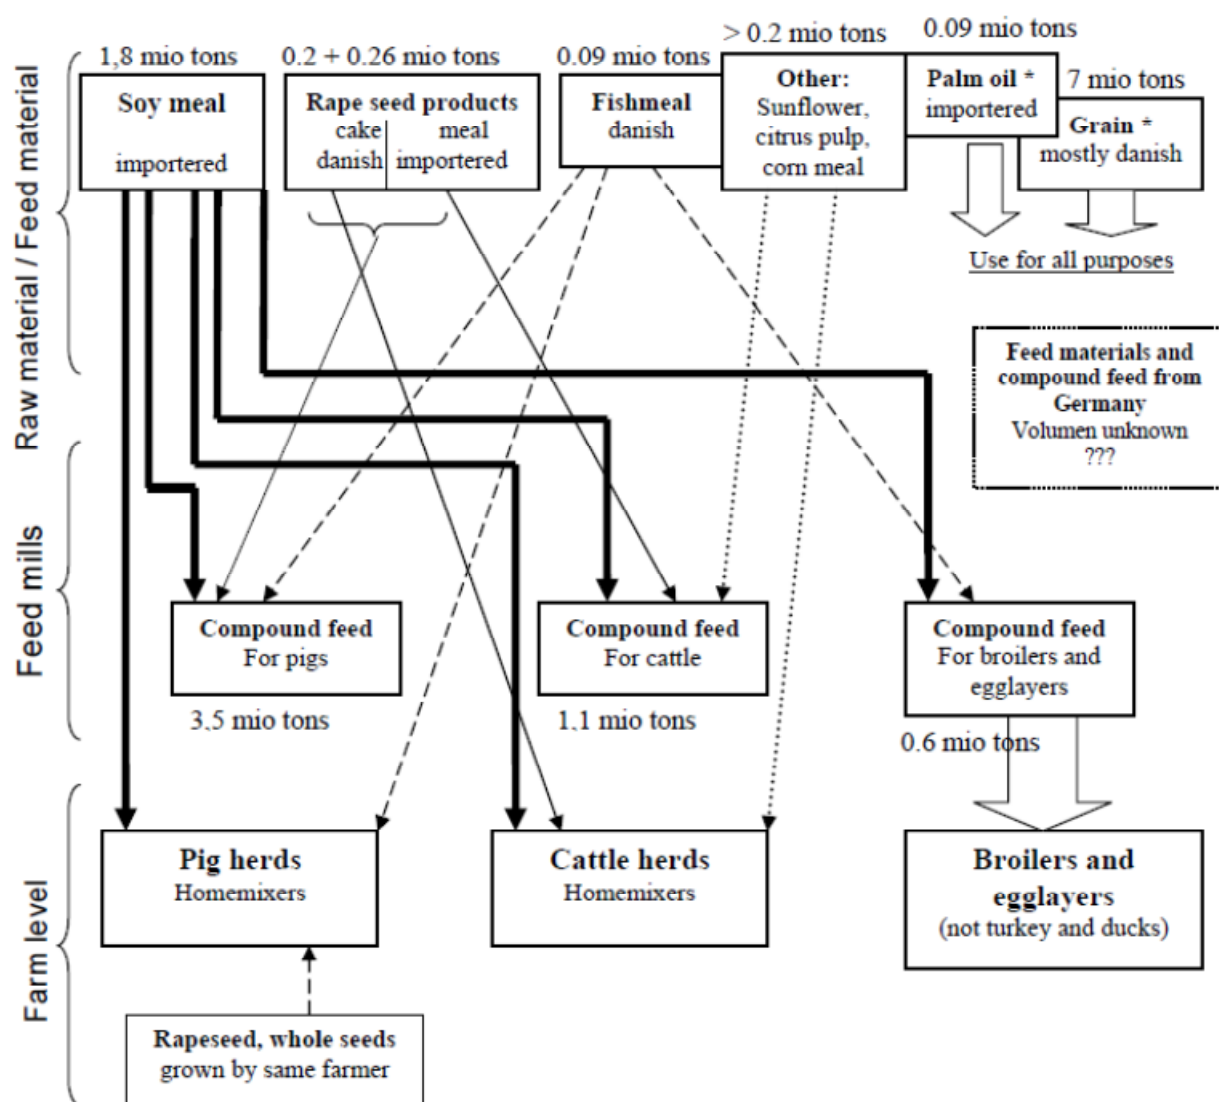 Raw material / Feed material
Feed mills
Farm level
1,8 mio tons
Soy meal
importered
0.2 + 0.26 mio tons
Rape seed products
cake meal
danish importered
0.09 mio tons
Fishmeal
danish
> 0.2 mio tons
Other:
Sunflower,
citrus pulp,
corn meal
0.09 mio tons
Palm oil *
importered
7 mio tons
Grain *
mostly danish
Use for all purposes
Feed materials and
compound feed from
Germany
Volumen unknown
???
Compound feed
For pigs
3,5 mio tons
Compound feed
For cattle
1,1 mio tons
Compound feed
For broilers and
egglayers
0.6 mio tons
Pig herds
Homemixers
Cattle herds
Homemixers
Broilers and
egglayers
(not turkey and ducks)
Rapeseed, whole seeds
grown by same farmer